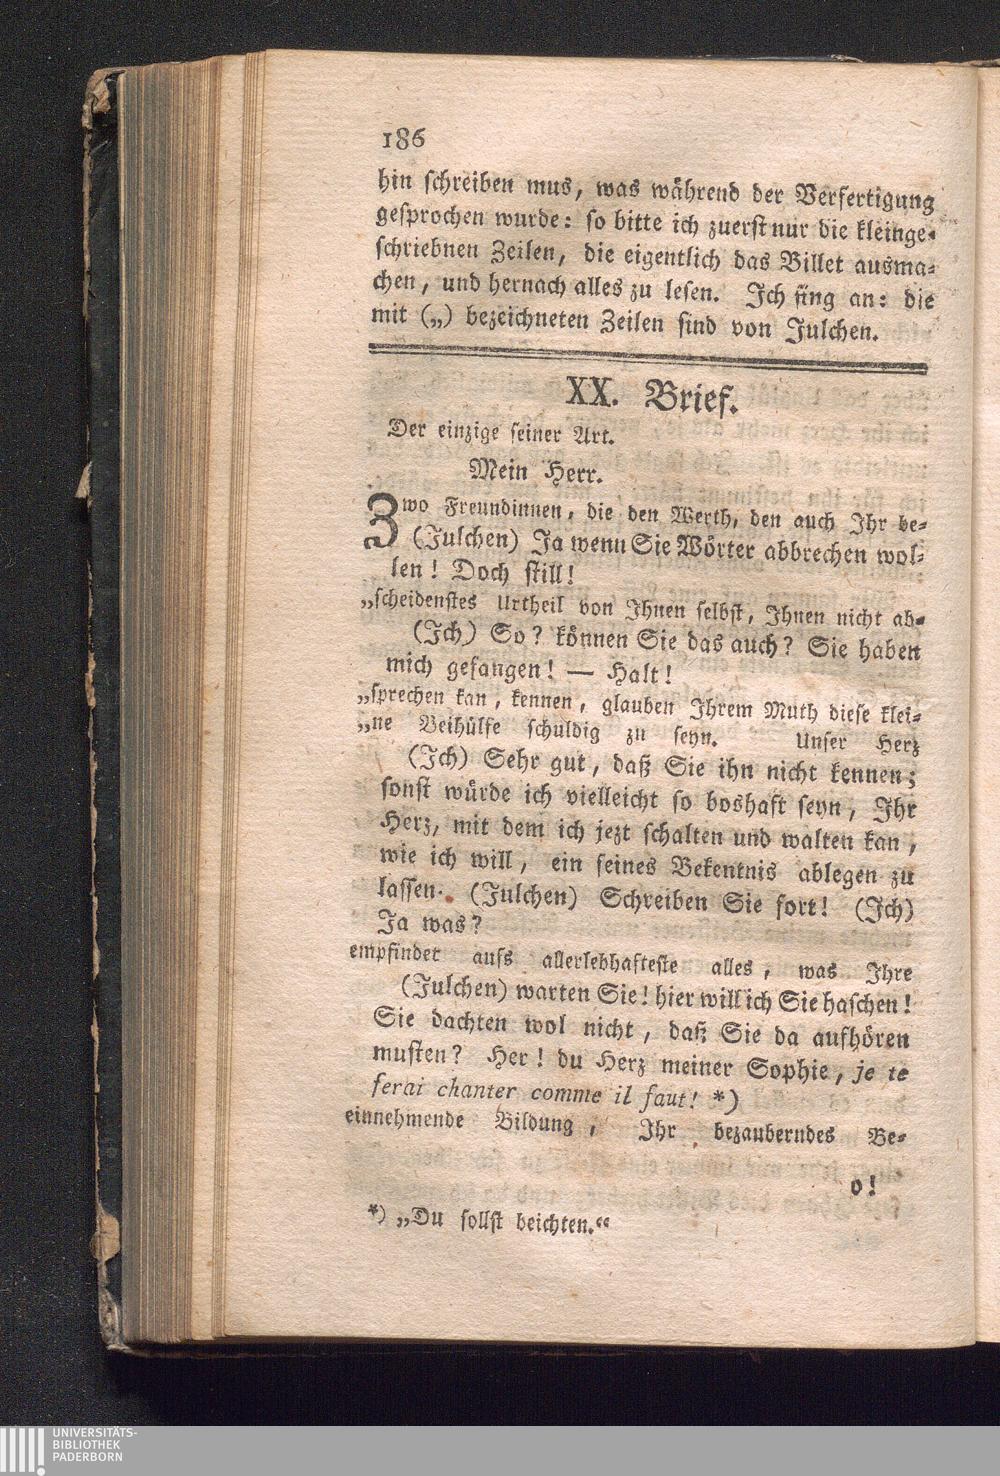 186
hin schreiben mus, was während der Verfertigung
gesprochen wurde: so bitte ich zuerst nur die kleinge-
schriebnen Zeilen, die eigentlich das Billet ausma-
chen, und hernach alles zu lesen. Ich fing an: die
mit („) bezeichneten Zeilen sind von Julchen.
XX. Brief.
Der einzige seiner Art.
Mein Herr.
Zwo Freundinnen, die den Werth, den auch Ihr be-
(Julchen) Ja wenn Sie Wörter abbrechen wol-
len! Doch still!
„scheidenstes Urtheil von Ihnen selbst, Ihnen nicht ab-
(Ich) So? können Sie das auch? Sie haben
mich gefangen! — Halt!
„sprechen kan, kennen, glauben Ihrem Muth diese klei-
„ne Beihülfe schuldig zu seyn. Unser Herz
(Ich) Sehr gut, daß Sie ihn nicht kennen;
sonst würde ich vielleicht so boshaft seyn, Ihr
Herz, mit dem ich jezt schalten und walten kan,
wie ich will, ein feines Bekentnis ablegen zu
lassen. (Julchen) Schreiben Sie fort! (Ich)
Ja was?
empfindet aufs allerlebhafteste alles, was Ihre
(Julchen) warten Sie! hier will ich Sie haschen!
Sie dachten wol nicht, daß Sie da aufhören
musten? Her! du Herz meiner Sophie, je te
ferai chanter comme il faut! *)
einnehmende Bildung, Ihr bezauberndes Be-
o!
*) „Du sollst beichten.“
UNIVERSITÄTS-
BIBLIOTHEK
PADERBORN